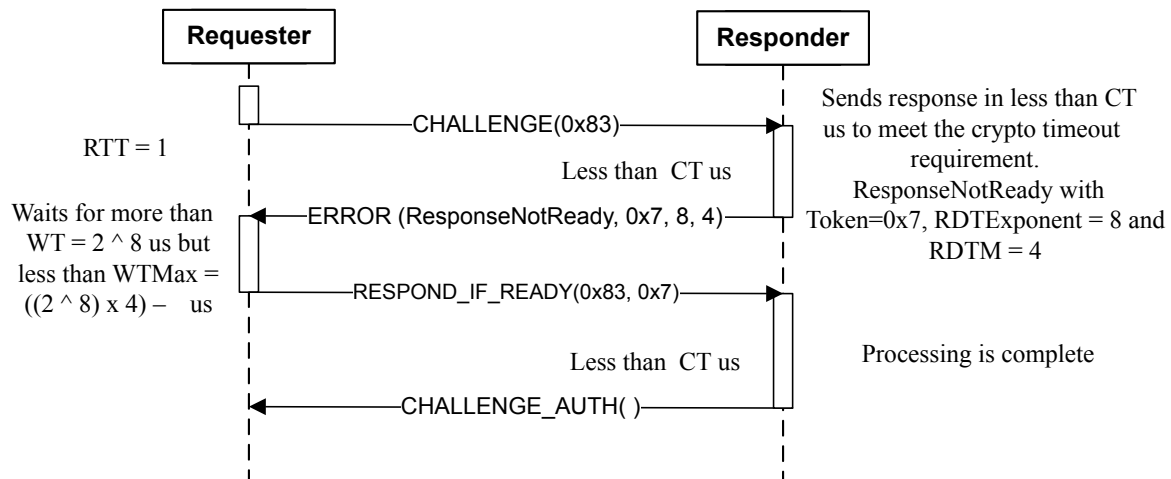 Requester
Responder
CHALLENGE(0x83)
RTT = 1
Less than CT us
Sends response in less than CT
us to meet the crypto timeout
requirement.
ResponseNotReady with
Token=0x7, RDTExponent = 8 and
RDTM = 4
ERROR (ResponseNotReady, 0x7, 8, 4)
Waits for more than
WT = 2 ^ 8 us but
less than WTMax =
((2 ^ 8) x 4) – us
RESPOND_IF_READY(0x83, 0x7)
Less than CT us
Processing is complete
CHALLENGE_AUTH( )